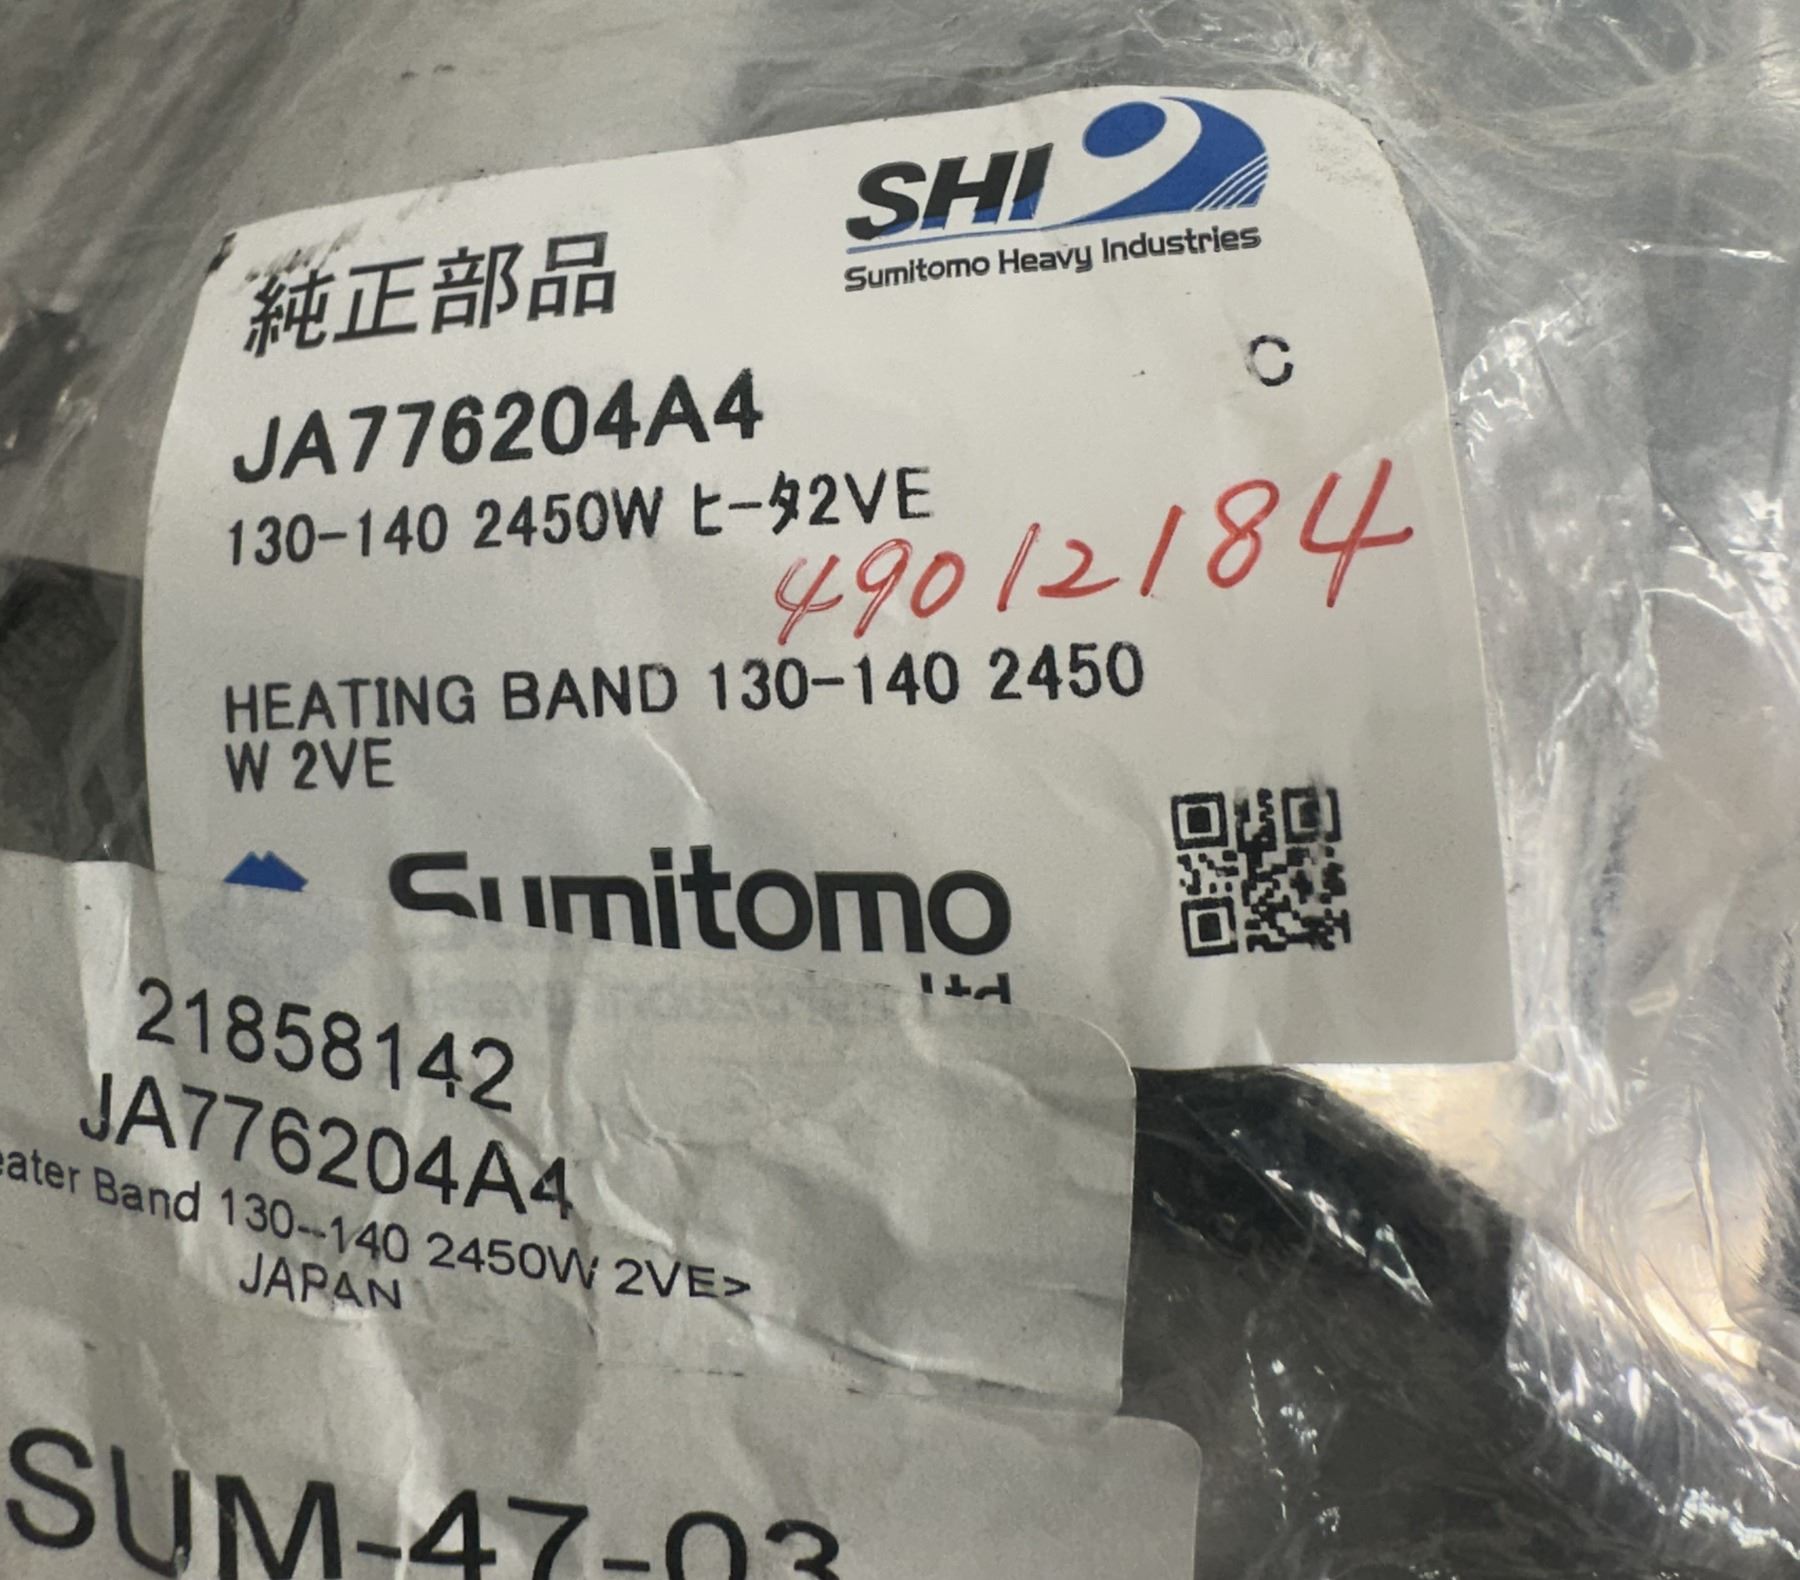 SHI
Sumitomo Heavy Industries
純正部品
C
JA776204A4
130-140 2450W ヒータ2VE
49012184
HEATING BAND 130-140 2450
W 2VE
Sumitomo
Ltd
21858142
JA776204A4
eater Band 130--140 2450W 2VE>
JAPAN
SUM-47-03